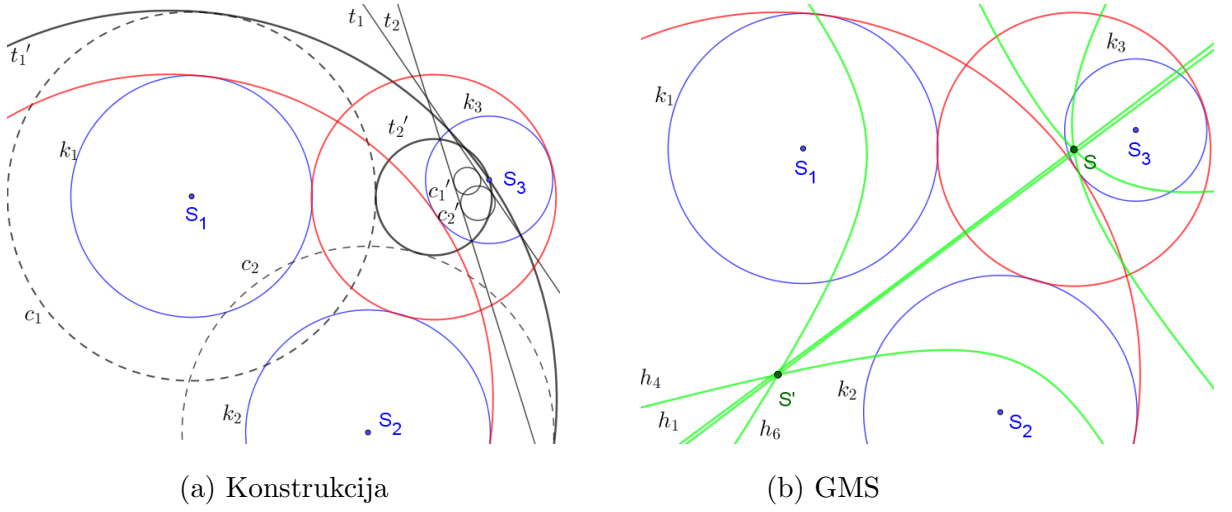 t₁ t₂
t₁'
k₃
t₂'
k₁
S₁
S₃
c₁'
c₂'
c₂
c₁
k₂
S₂
(a) Konstrukcija
k₃
k₁
S₁
S
S₃
h₄
S'
k₂
h₁
h₆
S₂
(b) GMS